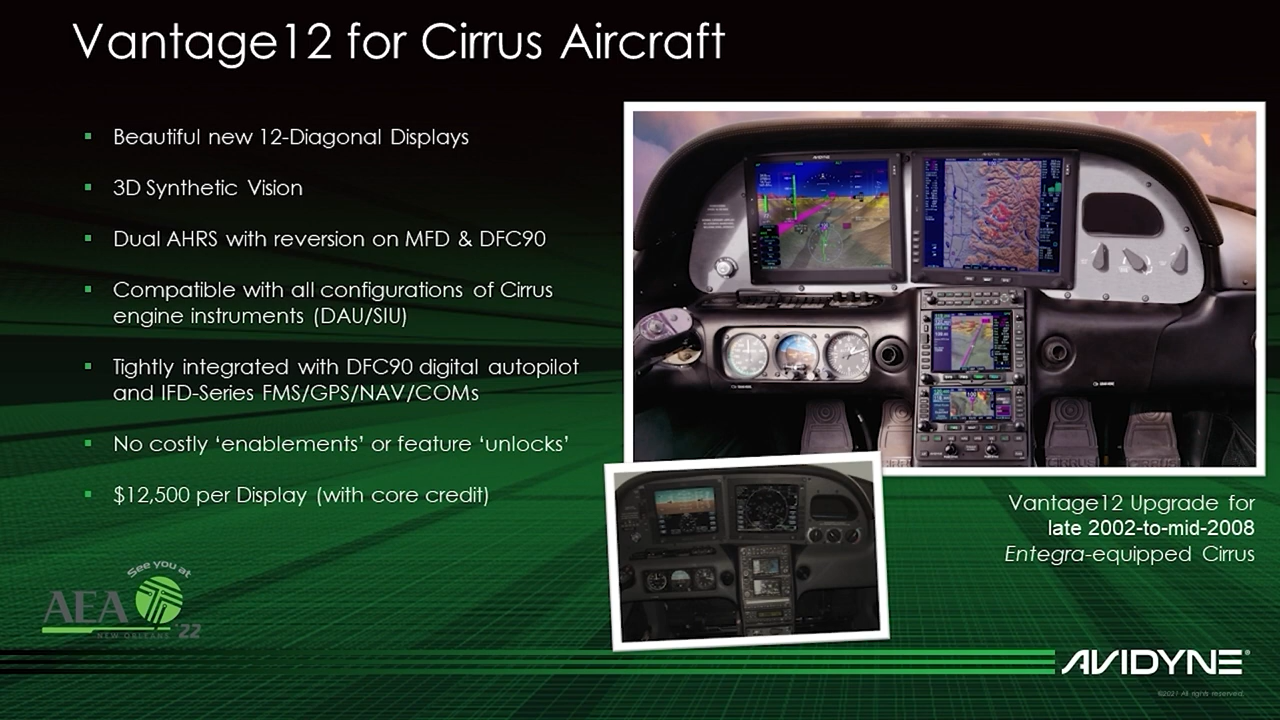 Vantage12 for Cirrus Aircraft
Beautiful new 12-Diagonal Displays
3D Synthetic Vision
Dual AHRS with reversion on MFD & DFC90
Compatible with all configurations of Cirrus
engine instruments (DAU/SIU)
Tightly integrated with DFC90 digital autopilot
and IFD-Series FMS/GPS/NAV/COMs
No costly ‘enablements’ or feature ‘unlocks’
$12,500 per Display (with core credit)
AVIDYNE
CIRRUS
CIRRUS
Vantage12 Upgrade for
late 2002-to-mid-2008
Entegra-equipped Cirrus
See you at
AEA
NEW ORLEANS '22
AVIDYNE®
©2021 All rights reserved.